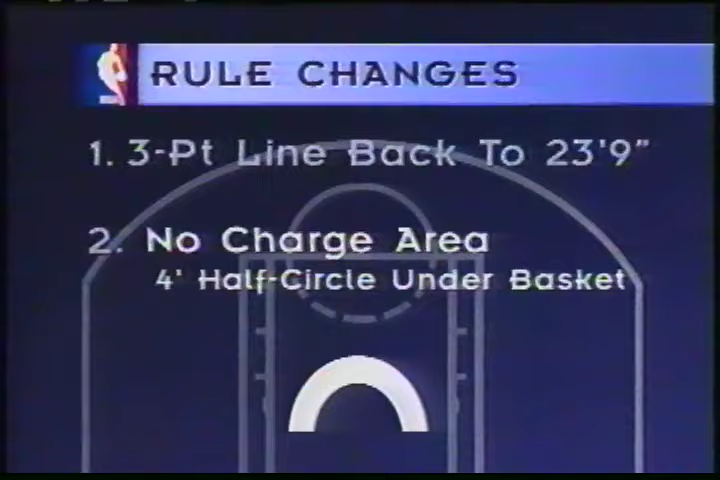 RULE CHANGES
1. 3-Pt Line Back To 23'9"
2. No Charge Area
4' Half-Circle Under Basket